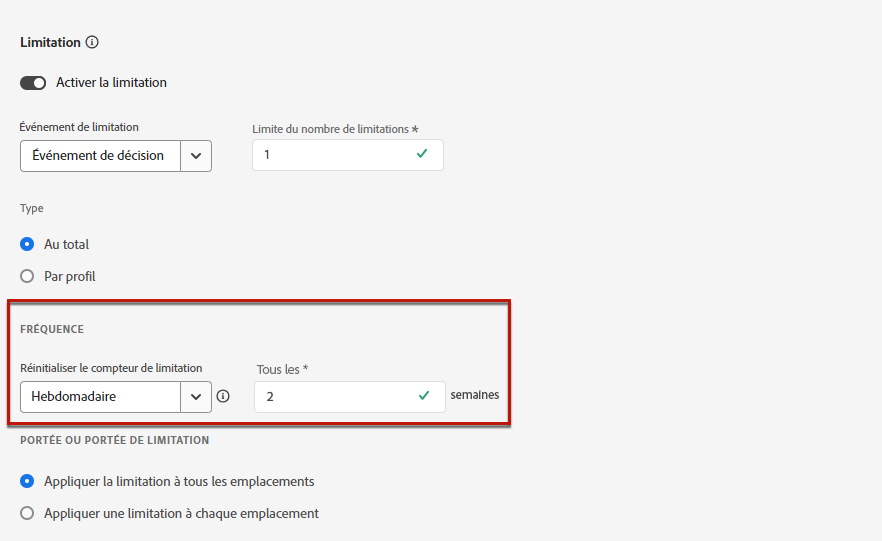 Limitation
Activer la limitation
Événement de limitation
Limite du nombre de limitations *
Événement de décision
1
Type
Au total
Par profil
FRÉQUENCE
Réinitialiser le compteur de limitation
Tous les *
Hebdomadaire
2
semaines
PORTÉE OU PORTÉE DE LIMITATION
Appliquer la limitation à tous les emplacements
Appliquer une limitation à chaque emplacement